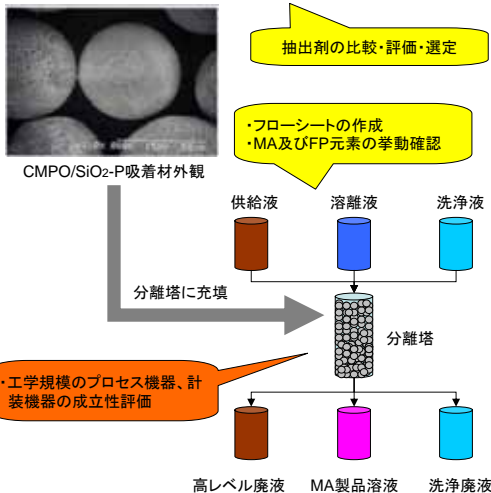 抽出剤の比較・評価・選定
・フローシートの作成
・MA及びFP元素の挙動確認
CMPO/SiO2-P吸着材外観
供給液
溶離液
洗浄液
分離塔に充填
分離塔
・工学規模のプロセス機器、計
装機器の成立性評価
高レベル廃液
MA製品溶液
洗浄廃液